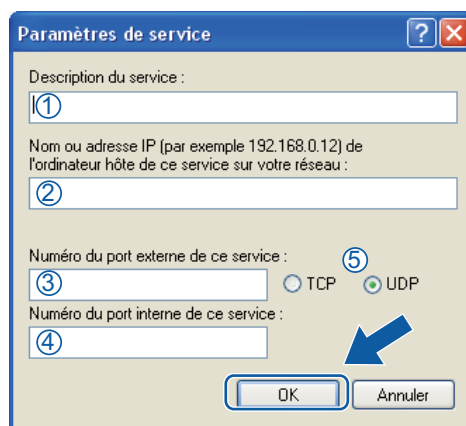 Paramètres de service
Description du service :
①
Nom ou adresse IP (par exemple 192.168.0.12) de
l'ordinateur hôte de ce service sur votre réseau :
②
Numéro du port externe de ce service :
⑤
③ TCP UDP
Numéro du port interne de ce service :
④
OK Annuler